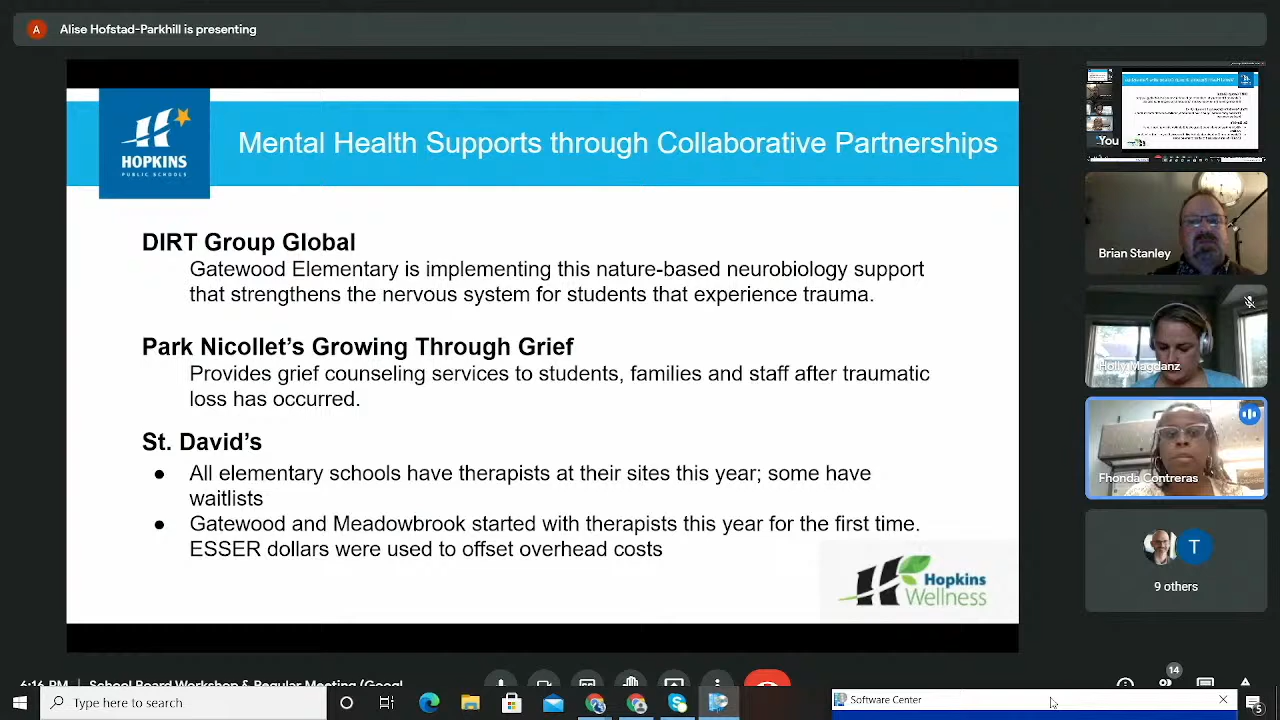 A
Alise Hofstad-Parkhill is presenting
HOPKINS
PUBLIC SCHOOLS
Mental Health Supports through Collaborative Partnerships
DIRT Group Global
Gatewood Elementary is implementing this nature-based neurobiology support
that strengthens the nervous system for students that experience trauma.
Park Nicollet's Growing Through Grief
Provides grief counseling services to students, families and staff after traumatic
loss has occurred.
St. David's
● All elementary schools have therapists at their sites this year; some have
waitlists
● Gatewood and Meadowbrook started with therapists this year for the first time.
ESSER dollars were used to offset overhead costs
Hopkins
Wellness
You
Brian Stanley
Holly Magdanz
Fhonda Contreras
T
9 others
14
6:16 PM | School Board Workshop & Regular Meeting (Googl
Type here to search
Software Center